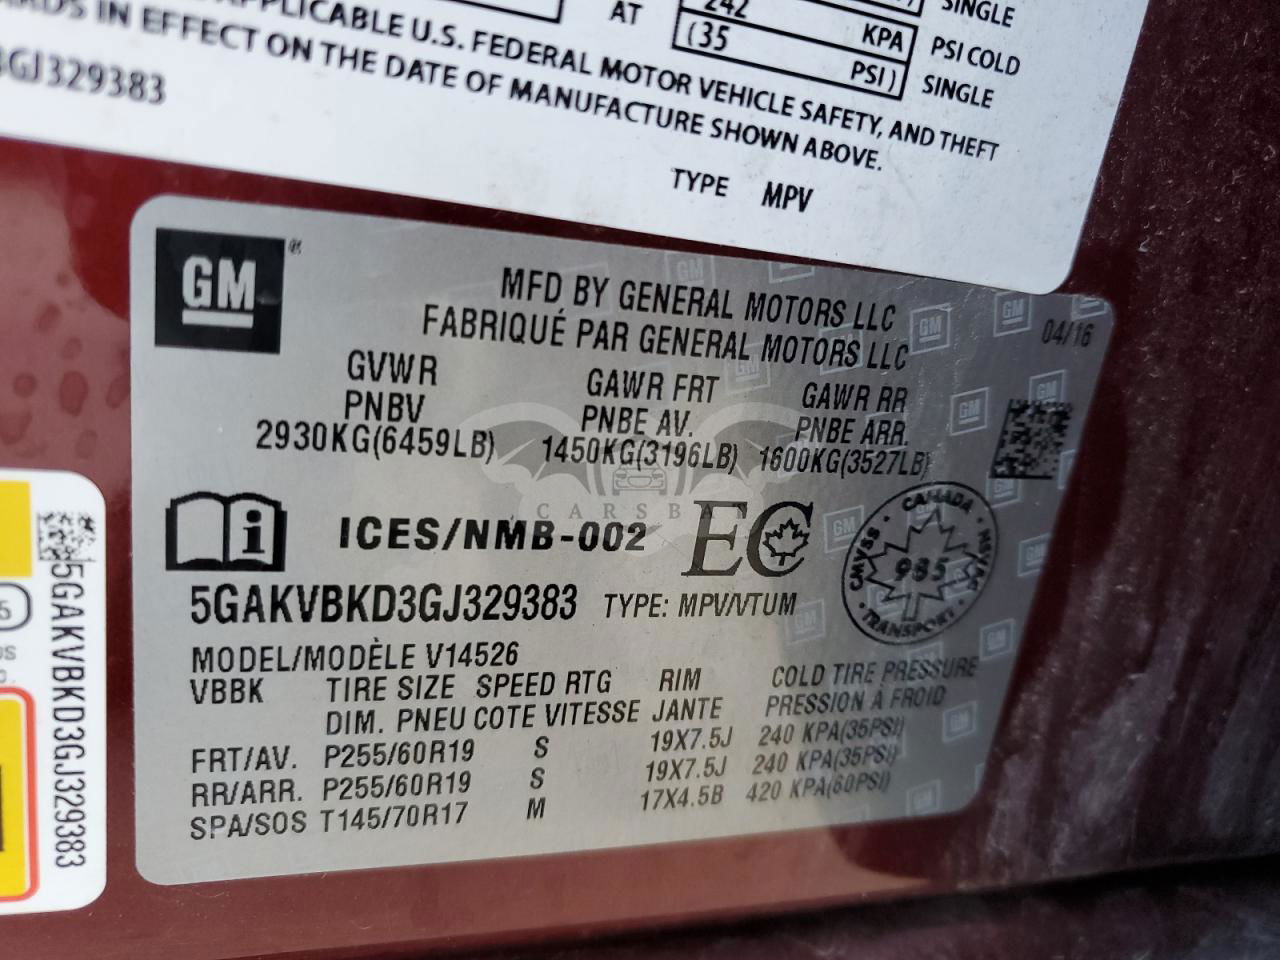 242 KPA
(35 PSI)
AT
SINGLE
PSI COLD
SINGLE
APPLICABLE U.S. FEDERAL MOTOR VEHICLE SAFETY, AND THEFT
IN EFFECT ON THE DATE OF MANUFACTURE SHOWN ABOVE.
GJ329383
TYPE MPV
GM
MFD BY GENERAL MOTORS LLC
FABRIQUÉ PAR GENERAL MOTORS LLC
04/16
GVWR GAWR FRT GAWR RR
PNBV PNBE AV. PNBE ARR.
2930KG(6459LB) 1450KG(3196LB) 1600KG(3527LB)
CARSBAT
ICES/NMB-002 EC
CANADA
CMVSS 985 NSVAC
TRANSPORT
5GAKVBKD3GJ329383 TYPE: MPV/VTUM
MODEL/MODÈLE V14526
VBBK TIRE SIZE SPEED RTG RIM COLD TIRE PRESSURE
DIM. PNEU COTE VITESSE JANTE PRESSION À FROID
FRT/AV. P255/60R19 S 19X7.5J 240 KPA(35PSI)
RR/ARR. P255/60R19 S 19X7.5J 240 KPA(35PSI)
SPA/SOS T145/70R17 M 17X4.5B 420 KPA(60PSI)
5GAKVBKD3GJ329383